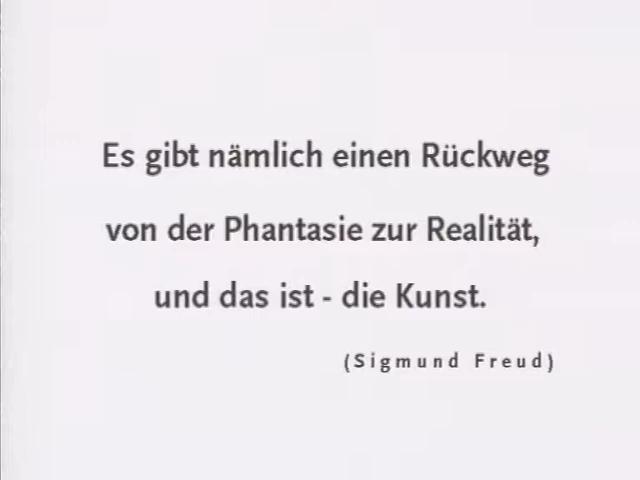 Es gibt nämlich einen Rückweg
von der Phantasie zur Realität,
und das ist - die Kunst.
(Sigmund Freud)